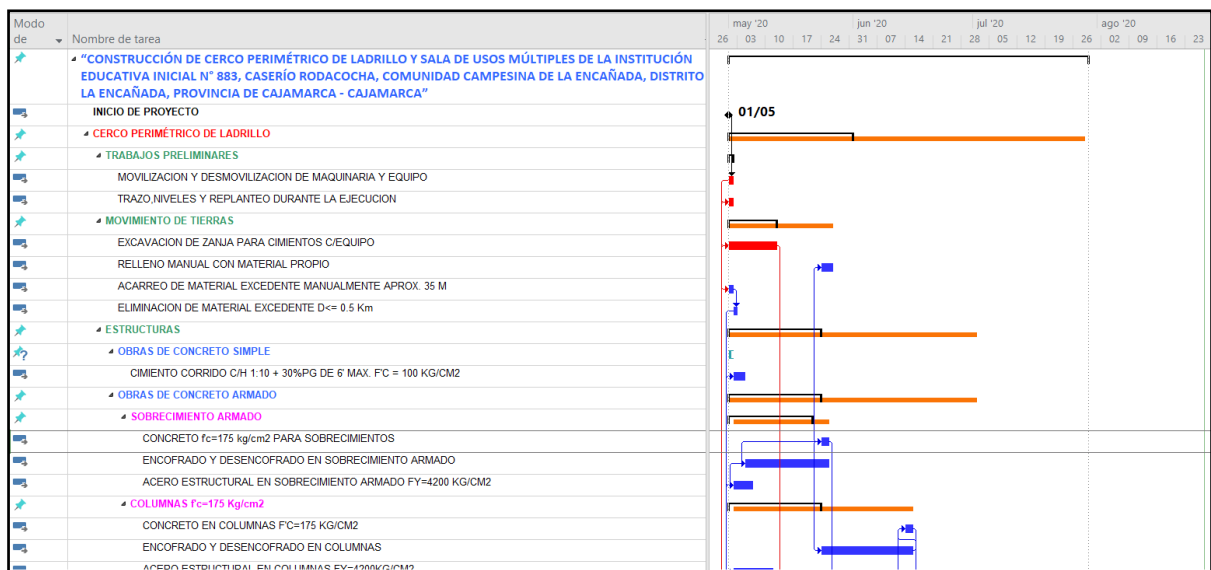 Modo
de
Nombre de tarea
may '20 jun '20 jul '20 ago '20
26 03 10 17 24 31 07 14 21 28 05 12 19 26 02 09 16 23
“CONSTRUCCIÓN DE CERCO PERIMÉTRICO DE LADRILLO Y SALA DE USOS MÚLTIPLES DE LA INSTITUCIÓN
EDUCATIVA INICIAL N° 883, CASERÍO RODACOCHA, COMUNIDAD CAMPESINA DE LA ENCAÑADA, DISTRITO
LA ENCAÑADA, PROVINCIA DE CAJAMARCA - CAJAMARCA”
INICIO DE PROYECTO
01/05
CERCO PERIMÉTRICO DE LADRILLO
TRABAJOS PRELIMINARES
MOVILIZACION Y DESMOVILIZACION DE MAQUINARIA Y EQUIPO
TRAZO,NIVELES Y REPLANTEO DURANTE LA EJECUCION
MOVIMIENTO DE TIERRAS
EXCAVACION DE ZANJA PARA CIMIENTOS C/EQUIPO
RELLENO MANUAL CON MATERIAL PROPIO
ACARREO DE MATERIAL EXCEDENTE MANUALMENTE APROX. 35 M
ELIMINACION DE MATERIAL EXCEDENTE D<= 0.5 Km
ESTRUCTURAS
OBRAS DE CONCRETO SIMPLE
CIMIENTO CORRIDO C/H 1:10 + 30%PG DE 6' MAX. F'C = 100 KG/CM2
OBRAS DE CONCRETO ARMADO
SOBRECIMIENTO ARMADO
CONCRETO f'c=175 kg/cm2 PARA SOBRECIMIENTOS
ENCOFRADO Y DESENCOFRADO EN SOBRECIMIENTO ARMADO
ACERO ESTRUCTURAL EN SOBRECIMIENTO ARMADO FY=4200 KG/CM2
COLUMNAS f'c=175 Kg/cm2
CONCRETO EN COLUMNAS F'C=175 KG/CM2
ENCOFRADO Y DESENCOFRADO EN COLUMNAS
ACERO ESTRUCTURAL EN COLUMNAS FY=4200KG/CM2